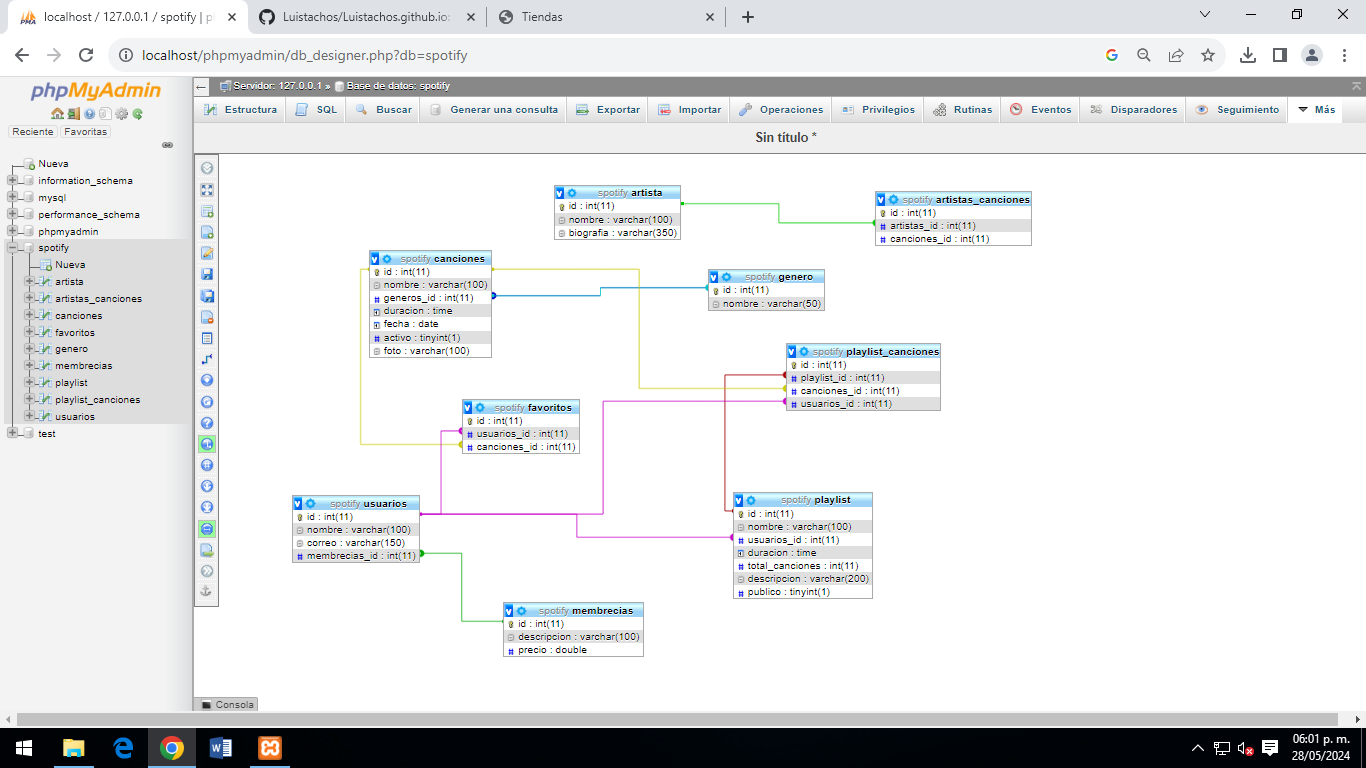 localhost / 127.0.0.1 / spotify | p
Luistachos/Luistachos.github.io:
Tiendas
localhost/phpmyadmin/db_designer.php?db=spotify
phpMyAdmin
Reciente
Favoritas
Nueva
information_schema
mysql
performance_schema
phpmyadmin
spotify
Nueva
artista
artistas_canciones
canciones
favoritos
genero
membrecias
playlist
playlist_canciones
usuarios
test
Servidor: 127.0.0.1 » Base de datos: spotify
Estructura
SQL
Buscar
Generar una consulta
Exportar
Importar
Operaciones
Privilegios
Rutinas
Eventos
Disparadores
Seguimiento
Más
Sin título *
spotify artista
id : int(11)
nombre : varchar(100)
biografia : varchar(350)
spotify artistas_canciones
id : int(11)
artistas_id : int(11)
canciones_id : int(11)
spotify canciones
id : int(11)
nombre : varchar(100)
generos_id : int(11)
duracion : time
fecha : date
activo : tinyint(1)
foto : varchar(100)
spotify genero
id : int(11)
nombre : varchar(50)
spotify playlist_canciones
id : int(11)
playlist_id : int(11)
canciones_id : int(11)
usuarios_id : int(11)
spotify favoritos
id : int(11)
usuarios_id : int(11)
canciones_id : int(11)
spotify usuarios
id : int(11)
nombre : varchar(100)
correo : varchar(150)
membrecias_id : int(11)
spotify playlist
id : int(11)
nombre : varchar(100)
usuarios_id : int(11)
duracion : time
total_canciones : int(11)
descripcion : varchar(200)
publico : tinyint(1)
spotify membrecias
id : int(11)
descripcion : varchar(100)
precio : double
Consola
06:01 p. m.
28/05/2024